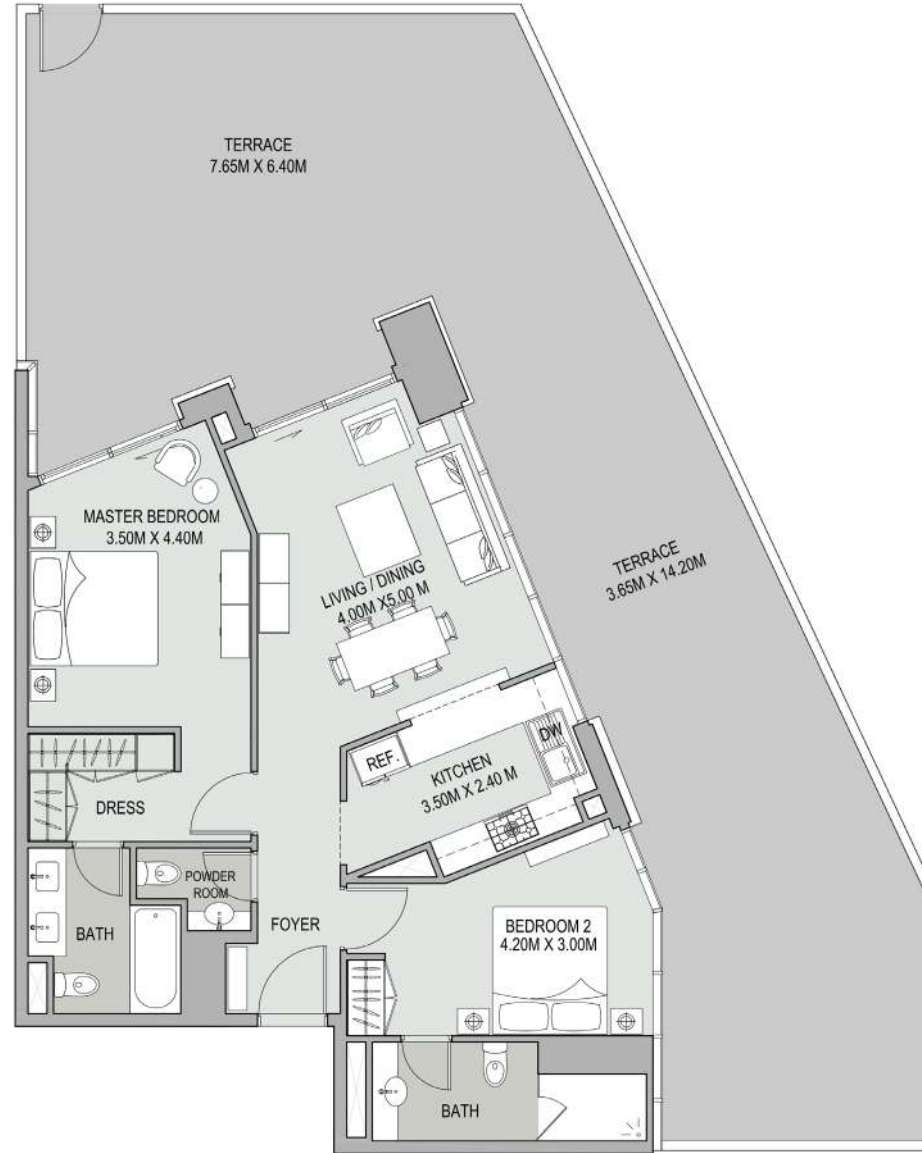 TERRACE
7.65M X 6.40M
MASTER BEDROOM
3.50M X 4.40M
LIVING / DINING
4.00M X5.00 M
TERRACE
3.65M X 14.20M
REF.
DW
KITCHEN
3.50M X 2.40 M
DRESS
POWDER
ROOM
BATH
FOYER
BEDROOM 2
4.20M X 3.00M
BATH